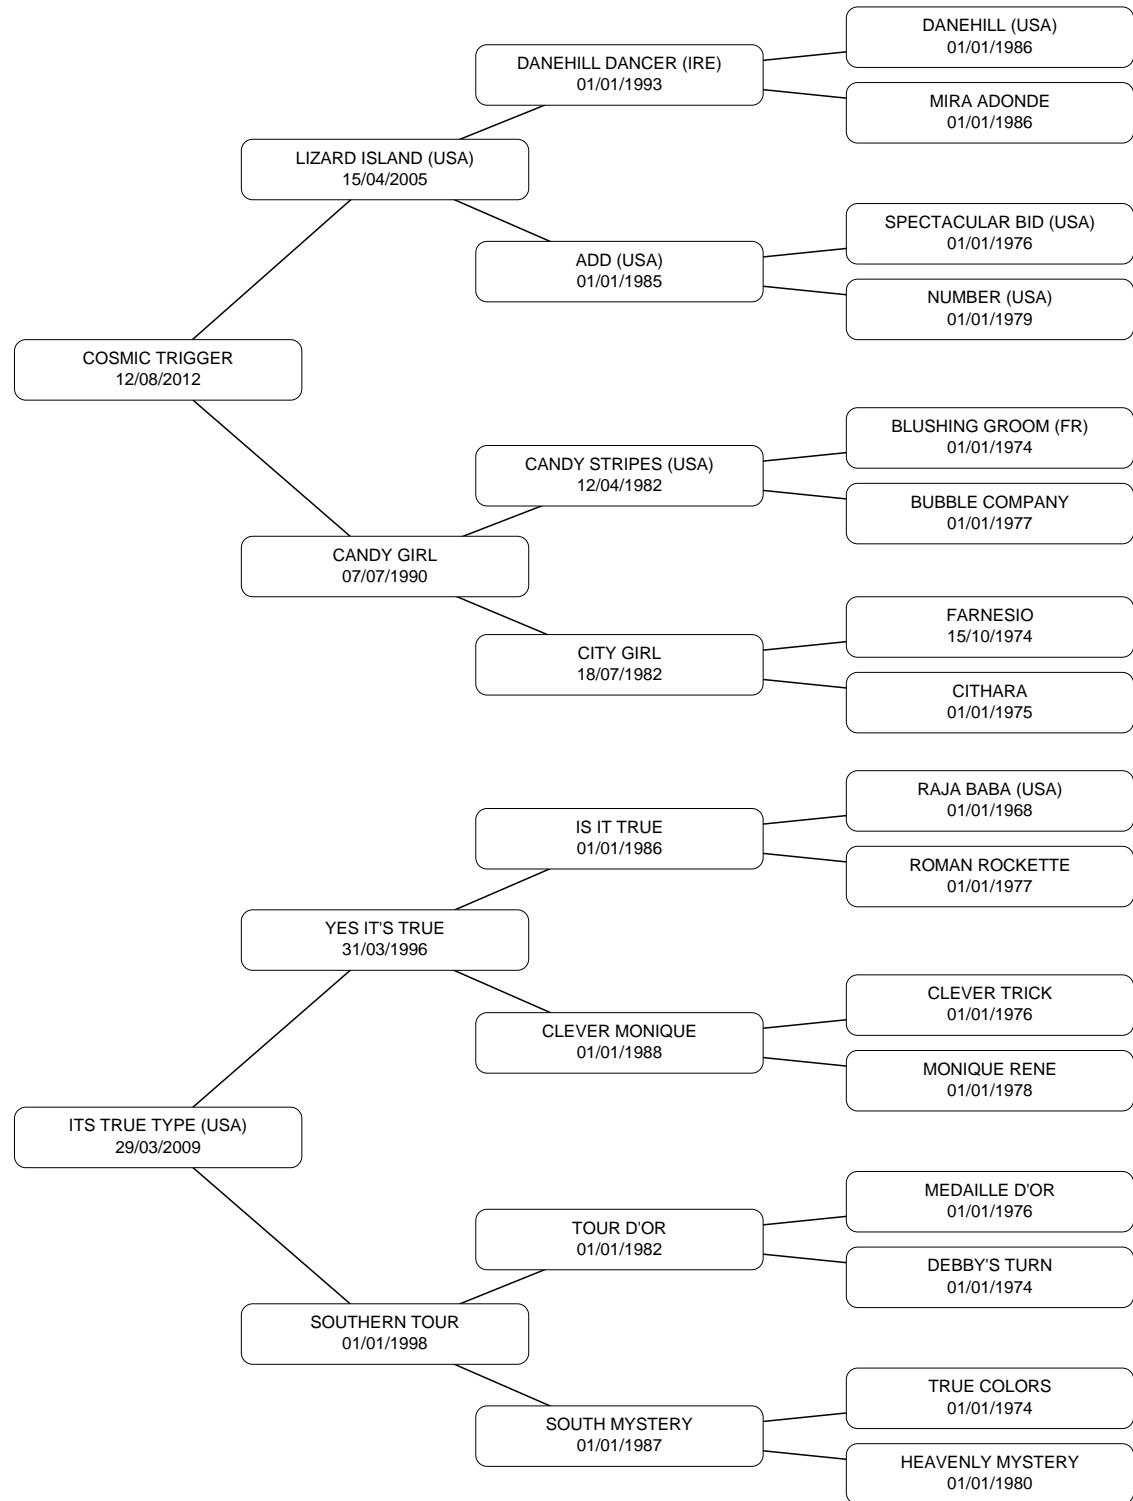 DANEHILL (USA)
01/01/1986
DANEHILL DANCER (IRE)
01/01/1993
MIRA ADONDE
01/01/1986
LIZARD ISLAND (USA)
15/04/2005
SPECTACULAR BID (USA)
01/01/1976
ADD (USA)
01/01/1985
NUMBER (USA)
01/01/1979
COSMIC TRIGGER
12/08/2012
BLUSHING GROOM (FR)
01/01/1974
CANDY STRIPES (USA)
12/04/1982
BUBBLE COMPANY
01/01/1977
CANDY GIRL
07/07/1990
FARNESIO
15/10/1974
CITY GIRL
18/07/1982
CITHARA
01/01/1975
RAJA BABA (USA)
01/01/1968
IS IT TRUE
01/01/1986
ROMAN ROCKETTE
01/01/1977
YES IT'S TRUE
31/03/1996
CLEVER TRICK
01/01/1976
CLEVER MONIQUE
01/01/1988
MONIQUE RENE
01/01/1978
ITS TRUE TYPE (USA)
29/03/2009
MEDAILLE D'OR
01/01/1976
TOUR D'OR
01/01/1982
DEBBY'S TURN
01/01/1974
SOUTHERN TOUR
01/01/1998
TRUE COLORS
01/01/1974
SOUTH MYSTERY
01/01/1987
HEAVENLY MYSTERY
01/01/1980